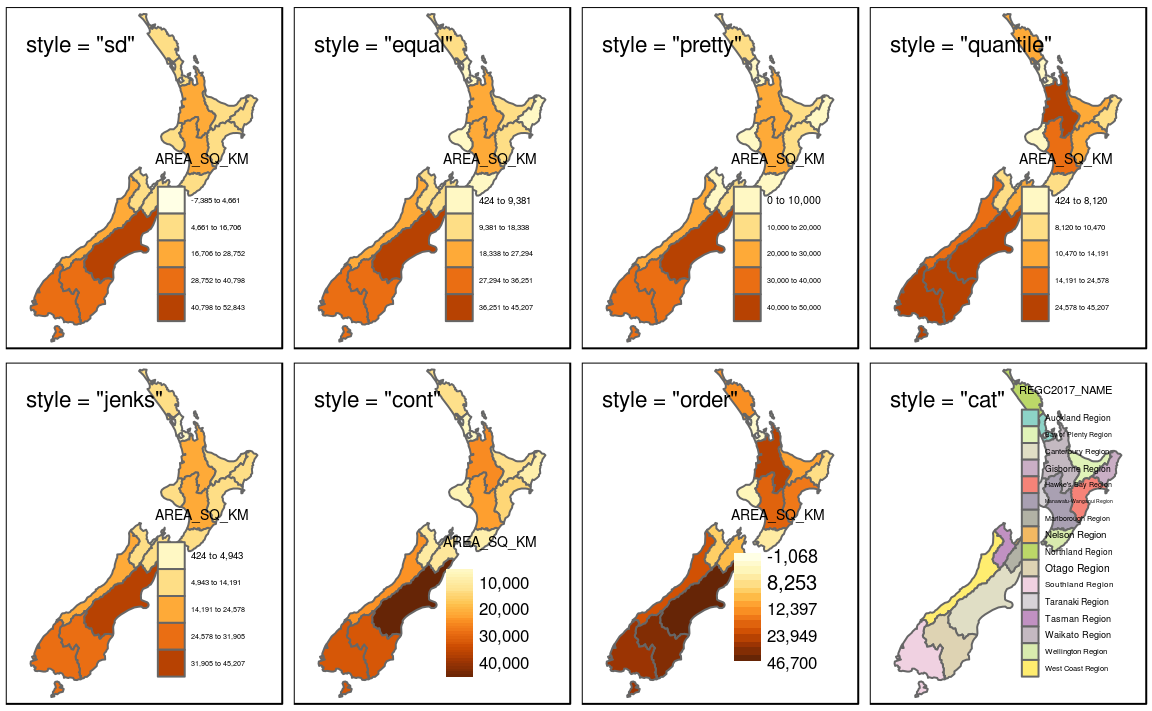 style = "sd"
AREA_SQ_KM
-7,385 to 4,661
4,661 to 16,706
16,706 to 28,752
28,752 to 40,798
40,798 to 52,843
style = "equal"
AREA_SQ_KM
424 to 9,381
9,381 to 18,338
18,338 to 27,294
27,294 to 36,251
36,251 to 45,207
style = "pretty"
AREA_SQ_KM
0 to 10,000
10,000 to 20,000
20,000 to 30,000
30,000 to 40,000
40,000 to 50,000
style = "quantile"
AREA_SQ_KM
424 to 8,120
8,120 to 10,470
10,470 to 14,191
14,191 to 24,578
24,578 to 45,207
style = "jenks"
AREA_SQ_KM
424 to 4,943
4,943 to 14,191
14,191 to 24,578
24,578 to 31,905
31,905 to 45,207
style = "cont"
AREA_SQ_KM
10,000
20,000
30,000
40,000
style = "order"
AREA_SQ_KM
-1,068
8,253
12,397
23,949
46,700
style = "cat"
REGC2017_NAME
Auckland Region
Bay of Plenty Region
Canterbury Region
Gisborne Region
Hawke's Bay Region
Manawatu-Wanganui Region
Marlborough Region
Nelson Region
Northland Region
Otago Region
Southland Region
Taranaki Region
Tasman Region
Waikato Region
Wellington Region
West Coast Region